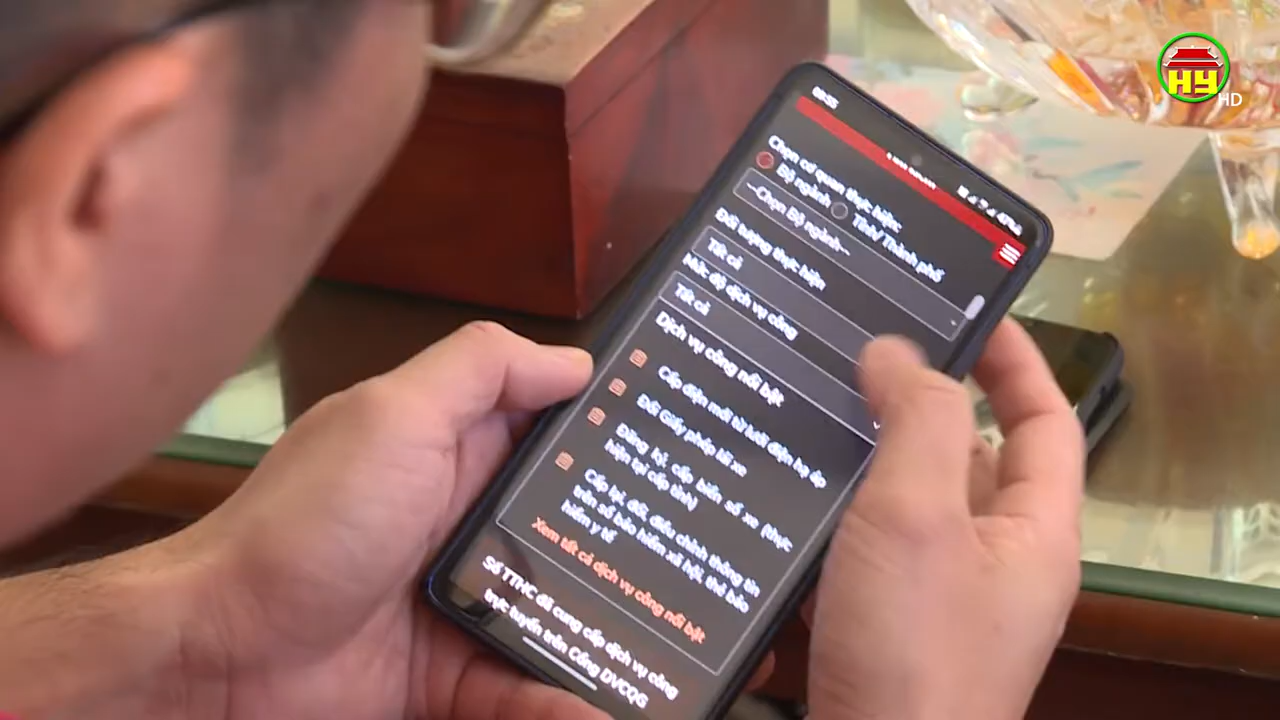 HY
HD
Chọn cơ quan thực hiện:
Bộ ngành Tỉnh/ Thành phố
--Chọn Bộ ngành--
Đối tượng thực hiện
Tất cả
Mức độ dịch vụ công
Tất cả
Dịch vụ công nổi bật
Cấp điện mới từ lưới điện hạ áp
Đổi Giấy phép lái xe
Đăng ký, cấp biển số xe (thực
hiện tại cấp tỉnh)
Cấp lại, đổi, điều chỉnh thông tin
trên sổ bảo hiểm xã hội, thẻ bảo
hiểm y tế
Xem tất cả dịch vụ công nổi bật
Số TTHC đã cung cấp dịch vụ công
trực tuyến trên Cổng DVCQG